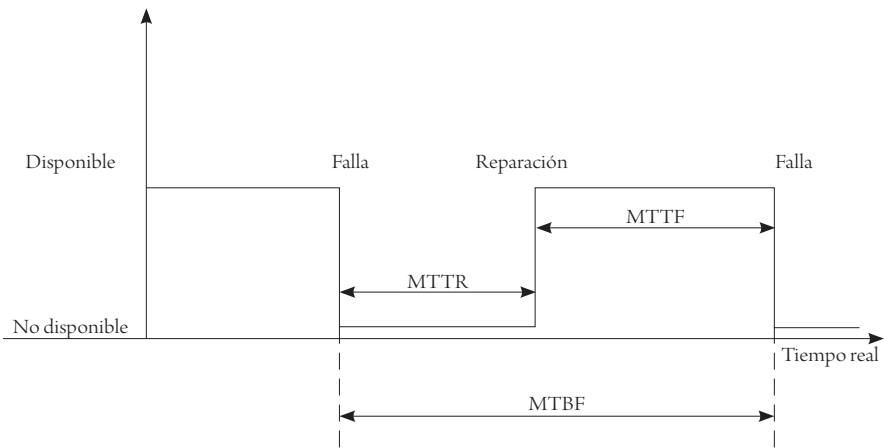 Disponible
Falla
Reparación
Falla
MTTF
MTTR
No disponible
Tiempo real
MTBF